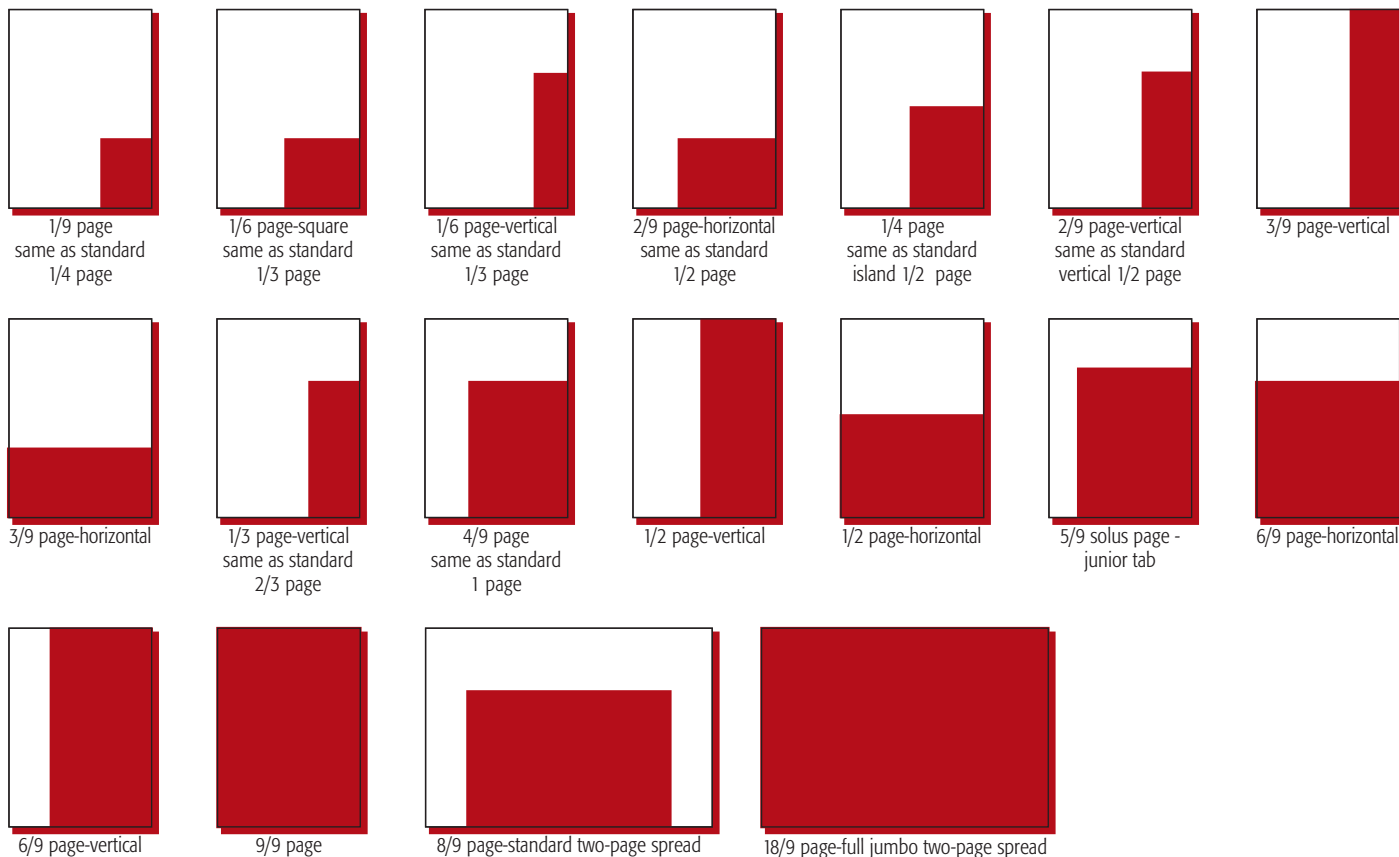 1/9 page
same as standard
1/4 page
1/6 page-square
same as standard
1/3 page
1/6 page-vertical
same as standard
1/3 page
2/9 page-horizontal
same as standard
1/2 page
1/4 page
same as standard
island 1/2 page
2/9 page-vertical
same as standard
vertical 1/2 page
3/9 page-vertical
3/9 page-horizontal
1/3 page-vertical
same as standard
2/3 page
4/9 page
same as standard
1 page
1/2 page-vertical
1/2 page-horizontal
5/9 solus page -
junior tab
6/9 page-horizontal
6/9 page-vertical
9/9 page
8/9 page-standard two-page spread
18/9 page-full jumbo two-page spread